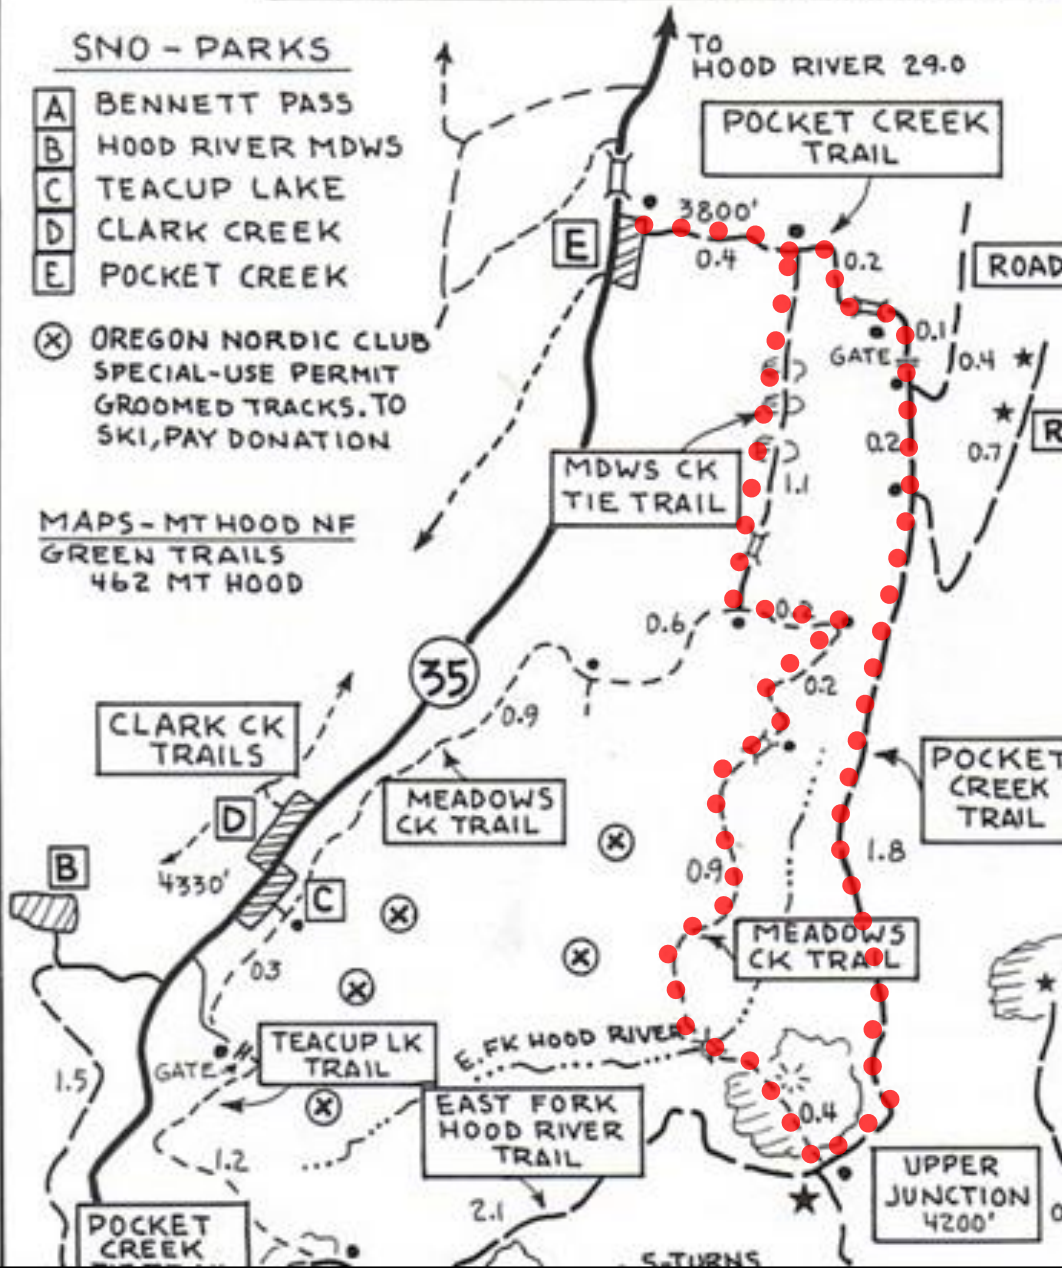 SNO-PARKS
A BENNETT PASS
B HOOD RIVER MDWS
C TEACUP LAKE
D CLARK CREEK
E POCKET CREEK
OREGON NORDIC CLUB
SPECIAL-USE PERMIT
GROOMED TRACKS. TO
SKI, PAY DONATION
MAPS-MT HOOD NF
GREEN TRAILS
462 MT HOOD
TO
HOOD RIVER 29.0
POCKET CREEK
TRAIL
3800'
E
0.4
0.2
ROAD
0.1
GATE
0.4
0.2
0.7
R
MDWS CK
TIE TRAIL
1.1
0.6
0.2
35
0.9
CLARK CK
TRAILS
D
MEADOWS
CK TRAIL
POCKET
CREEK
TRAIL
1.8
B
4330'
C
0.9
MEADOWS
CK TRAIL
03
E. FK HOOD RIVER
TEACUP LK
TRAIL
GATE
1.5
EAST FORK
HOOD RIVER
TRAIL
0.4
1.2
UPPER
JUNCTION
4200'
2.1
POCKET
CREEK
S-TURNS